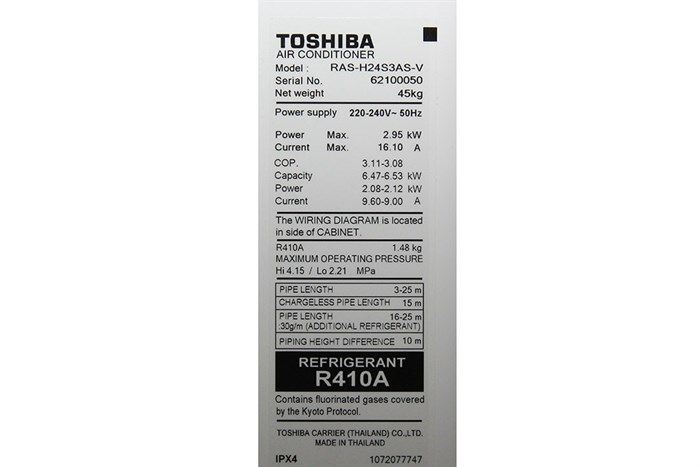 TOSHIBA
AIR CONDITIONER
Model : RAS-H24S3AS-V
Serial No. 62100050
Net weight 45kg
Power supply 220-240V~ 50Hz
Power Max. 2.95 kW
Current Max. 16.10 A
COP. 3.11-3.08
Capacity 6.47-6.53 kW
Power 2.08-2.12 kW
Current 9.60-9.00 A
The WIRING DIAGRAM is located
in side of CABINET.
R410A 1.48 kg
MAXIMUM OPERATING PRESSURE
Hi 4.15 / Lo 2.21 MPa
PIPE LENGTH 3-25 m
CHARGELESS PIPE LENGTH 15 m
PIPE LENGTH 16-25 m
:30g/m (ADDITIONAL REFRIGERANT)
PIPING HEIGHT DIFFERENCE 10 m
REFRIGERANT
R410A
Contains fluorinated gases covered
by the Kyoto Protocol.
TOSHIBA CARRIER (THAILAND) CO.,LTD.
MADE IN THAILAND
IPX4 1072077747